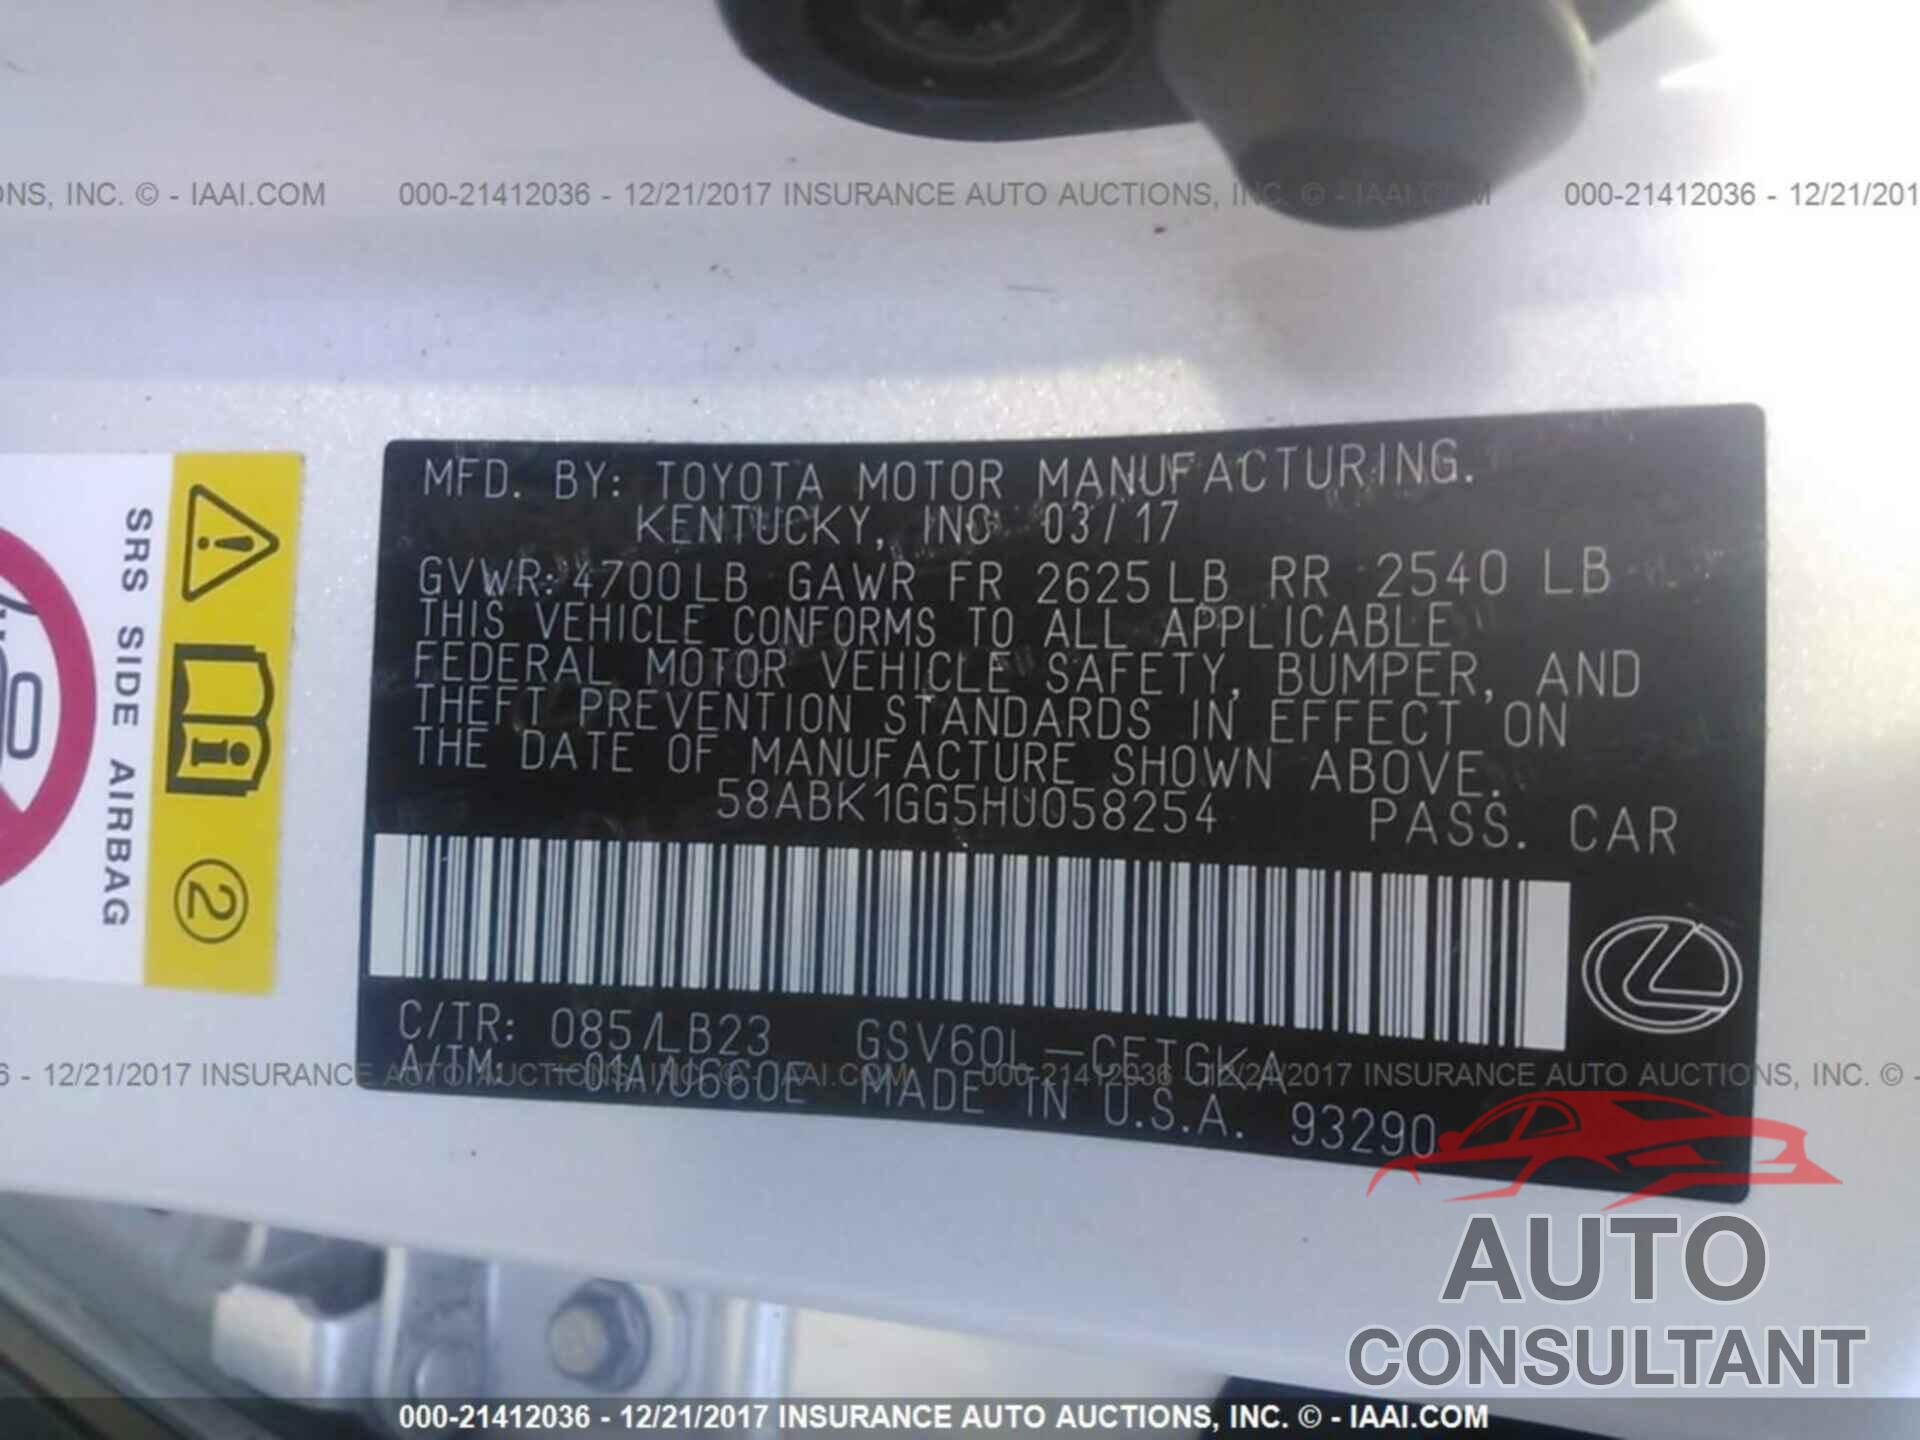 ONS, INC. © - IAAI.COM 000-21412036 - 12/21/2017 INSURANCE AUTO AUCTIONS, INC. © - IAAI.COM 000-21412036 - 12/21/201
MFD. BY: TOYOTA MOTOR MANUFACTURING.
KENTUCKY, INC 03/17
GVWR: 4700LB GAWR FR 2625LB RR 2540 LB
THIS VEHICLE CONFORMS TO ALL APPLICABLE
FEDERAL MOTOR VEHICLE SAFETY, BUMPER, AND
THEFT PREVENTION STANDARDS IN EFFECT ON
THE DATE OF MANUFACTURE SHOWN ABOVE.
58ABK1GG5HU058254 PASS. CAR
C/TR: 085/LB23 GSV60L-CETGKA
A/TM: -01A/U660E MADE IN U.S.A. 93290
SRS SIDE AIRBAG
2
6 - 12/21/2017 INSURANCE AUTO AUCTIONS, INC. © - IAAI.COM 000-21412036 - 12/21/2017 INSURANCE AUTO AUCTIONS, INC. © -
AUTO
CONSULTANT
000-21412036 - 12/21/2017 INSURANCE AUTO AUCTIONS, INC. © - IAAI.COM